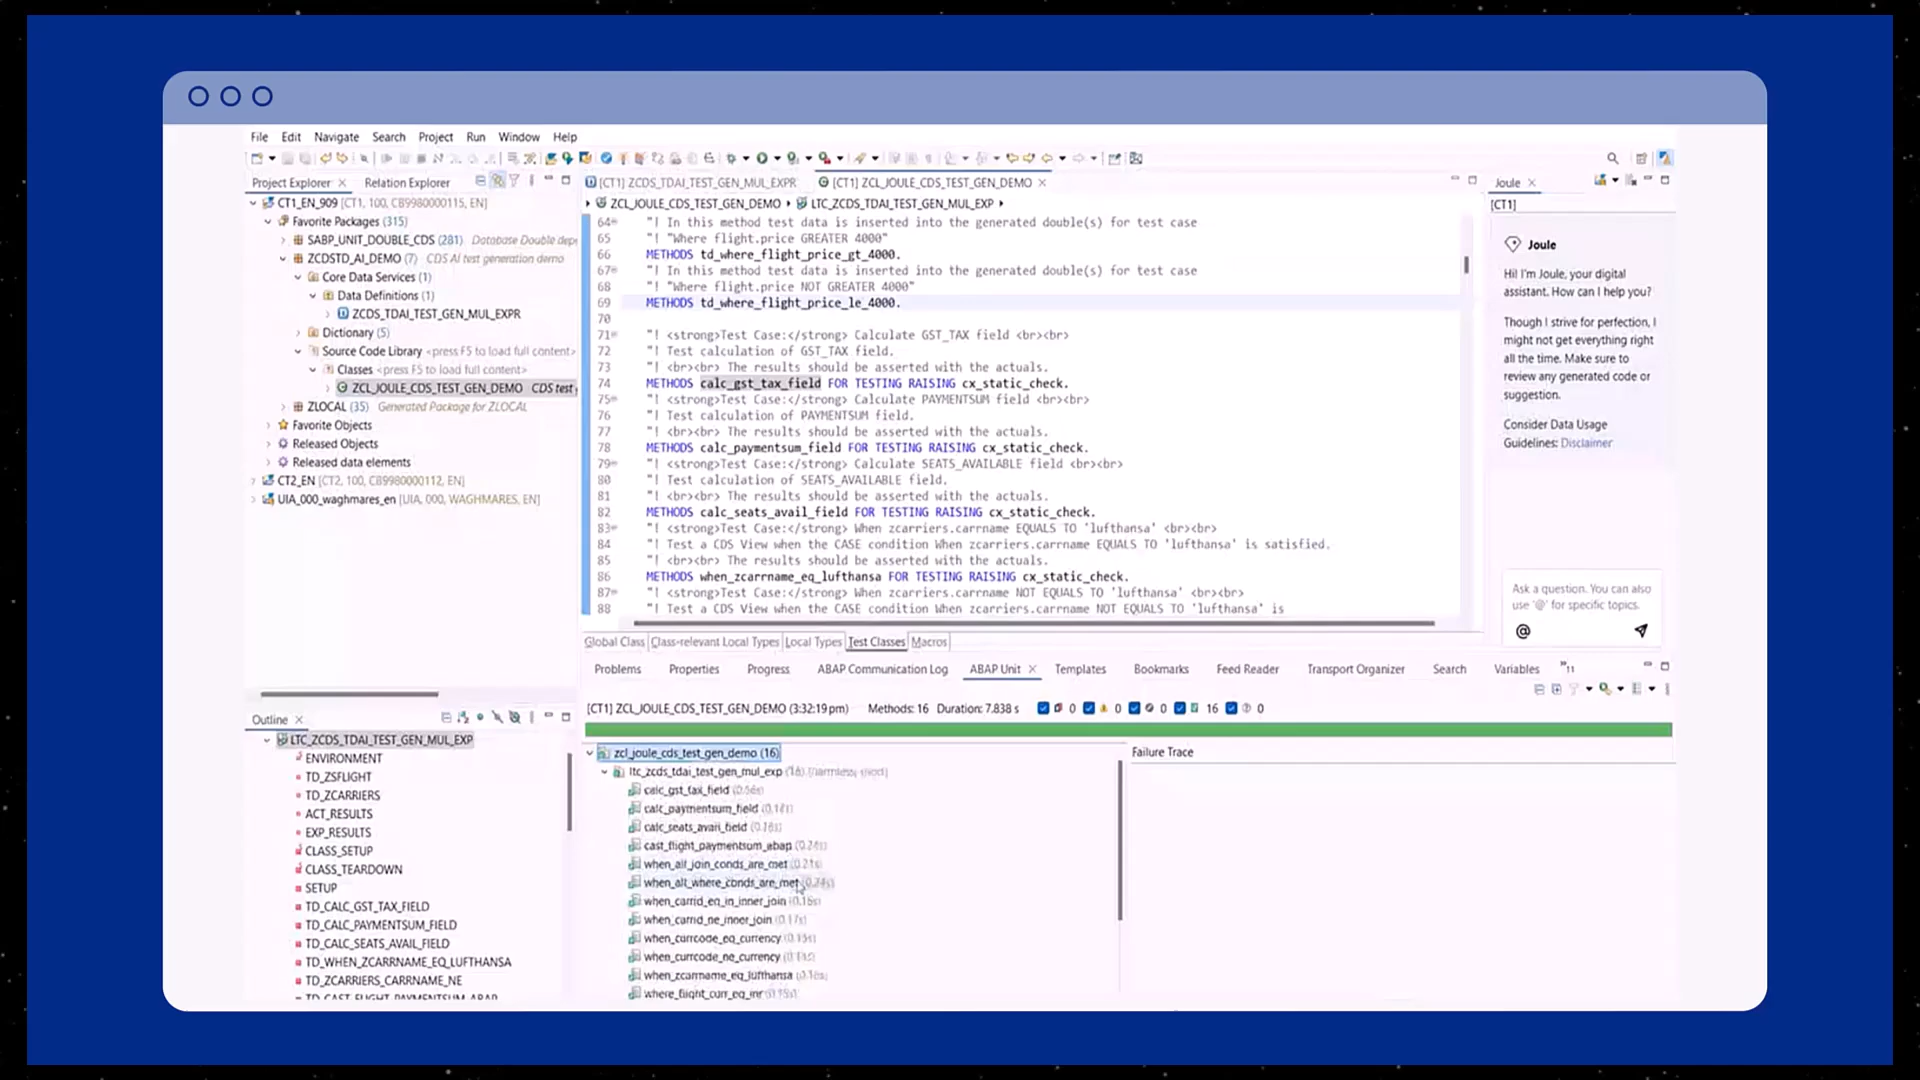 File Edit Navigate Search Project Run Window Help
Project Explorer Relation Explorer
CT1_EN_909 [CT1, 100, CB9980000115, EN]
Favorite Packages (315)
SABP_UNIT_DOUBLE_CDS (281) Database Double dep
ZCDSTD_AI_DEMO (7) CDS AI test generation demo
Core Data Services (1)
Data Definitions (1)
ZCDS_TDAI_TEST_GEN_MUL_EXPR
Dictionary (5)
Source Code Library <press F5 to load full content>
Classes <press F5 to load full content>
ZCL_JOULE_CDS_TEST_GEN_DEMO CDS test
ZLOCAL (35) Generated Package for ZLOCAL
Favorite Objects
Released Objects
Released data elements
CT2_EN [CT2, 100, CB9980000112, EN]
UIA_000_waghmares_en [UIA, 000, WAGHMARES, EN]
[CT1] ZCDS_TDAI_TEST_GEN_MUL_EXPR [CT1] ZCL_JOULE_CDS_TEST_GEN_DEMO
ZCL_JOULE_CDS_TEST_GEN_DEMO LTC_ZCDS_TDAI_TEST_GEN_MUL_EXP
64 "! In this method test data is inserted into the generated double(s) for test case
65 "! "Where flight.price GREATER 4000"
66 METHODS td_where_flight_price_gt_4000.
67 "! In this method test data is inserted into the generated double(s) for test case
68 "! "Where flight.price NOT GREATER 4000"
69 METHODS td_where_flight_price_le_4000.
70
71 "! <strong>Test Case:</strong> Calculate GST_TAX field <br><br>
72 "! Test calculation of GST_TAX field.
73 "! <br><br> The results should be asserted with the actuals.
74 METHODS calc_gst_tax_field FOR TESTING RAISING cx_static_check.
75 "! <strong>Test Case:</strong> Calculate PAYMENTSUM field <br><br>
76 "! Test calculation of PAYMENTSUM field.
77 "! <br><br> The results should be asserted with the actuals.
78 METHODS calc_paymentsum_field FOR TESTING RAISING cx_static_check.
79 "! <strong>Test Case:</strong> Calculate SEATS_AVAILABLE field <br><br>
80 "! Test calculation of SEATS_AVAILABLE field.
81 "! <br><br> The results should be asserted with the actuals.
82 METHODS calc_seats_avail_field FOR TESTING RAISING cx_static_check.
83 "! <strong>Test Case:</strong> When zcarriers.carrname EQUALS TO 'lufthansa' <br><br>
84 "! Test a CDS View when the CASE condition When zcarriers.carrname EQUALS TO 'lufthansa' is satisfied.
85 "! <br><br> The results should be asserted with the actuals.
86 METHODS when_zcarrname_eq_lufthansa FOR TESTING RAISING cx_static_check.
87 "! <strong>Test Case:</strong> When zcarriers.carrname NOT EQUALS TO 'lufthansa' <br><br>
88 "! Test a CDS View when the CASE condition When zcarriers.carrname NOT EQUALS TO 'lufthansa' is
Global Class Class-relevant Local Types Local Types Test Classes Macros
Joule
[CT1]
Joule
Hi! I'm Joule, your digital
assistant. How can I help you?
Though I strive for perfection, I
might not get everything right
all the time. Make sure to
review any generated code or
suggestion.
Consider Data Usage
Guidelines: Disclaimer
Ask a question. You can also
use '@' for specific topics.
@
Outline
LTC_ZCDS_TDAI_TEST_GEN_MUL_EXP
ENVIRONMENT
TD_ZSFLIGHT
TD_ZCARRIERS
ACT_RESULTS
EXP_RESULTS
CLASS_SETUP
CLASS_TEARDOWN
SETUP
TD_CALC_GST_TAX_FIELD
TD_CALC_PAYMENTSUM_FIELD
TD_CALC_SEATS_AVAIL_FIELD
TD_WHEN_ZCARRNAME_EQ_LUFTHANSA
TD_ZCARRIERS_CARRNAME_NE
TD_CAST_FLIGHT_PAYMENTSUM_ABAP
Problems Properties Progress ABAP Communication Log ABAP Unit Templates Bookmarks Feed Reader Transport Organizer Search Variables 11
[CT1] ZCL_JOULE_CDS_TEST_GEN_DEMO (3:32:19 pm) Methods: 16 Duration: 7.838 s 0 0 0 16 0
zcl_joule_cds_test_gen_demo (16)
ltc_zcds_tdai_test_gen_mul_exp (16)
calc_gst_tax_field
calc_paymentsum_field
calc_seats_avail_field
cast_flight_paymentsum_abap
when_all_join_conds_are_met
when_all_where_conds_are_met
when_carrid_eq_in_inner_join
when_carrid_ne_inner_join
when_currcode_eq_currency
when_currcode_ne_currency
when_zcarrname_eq_lufthansa
where_flight_curr_eq_inr
Failure Trace